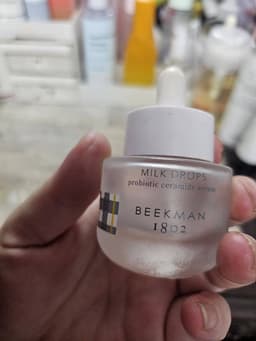 MILK DROPS
probiotic ceramide serum
BEEKMAN
1802